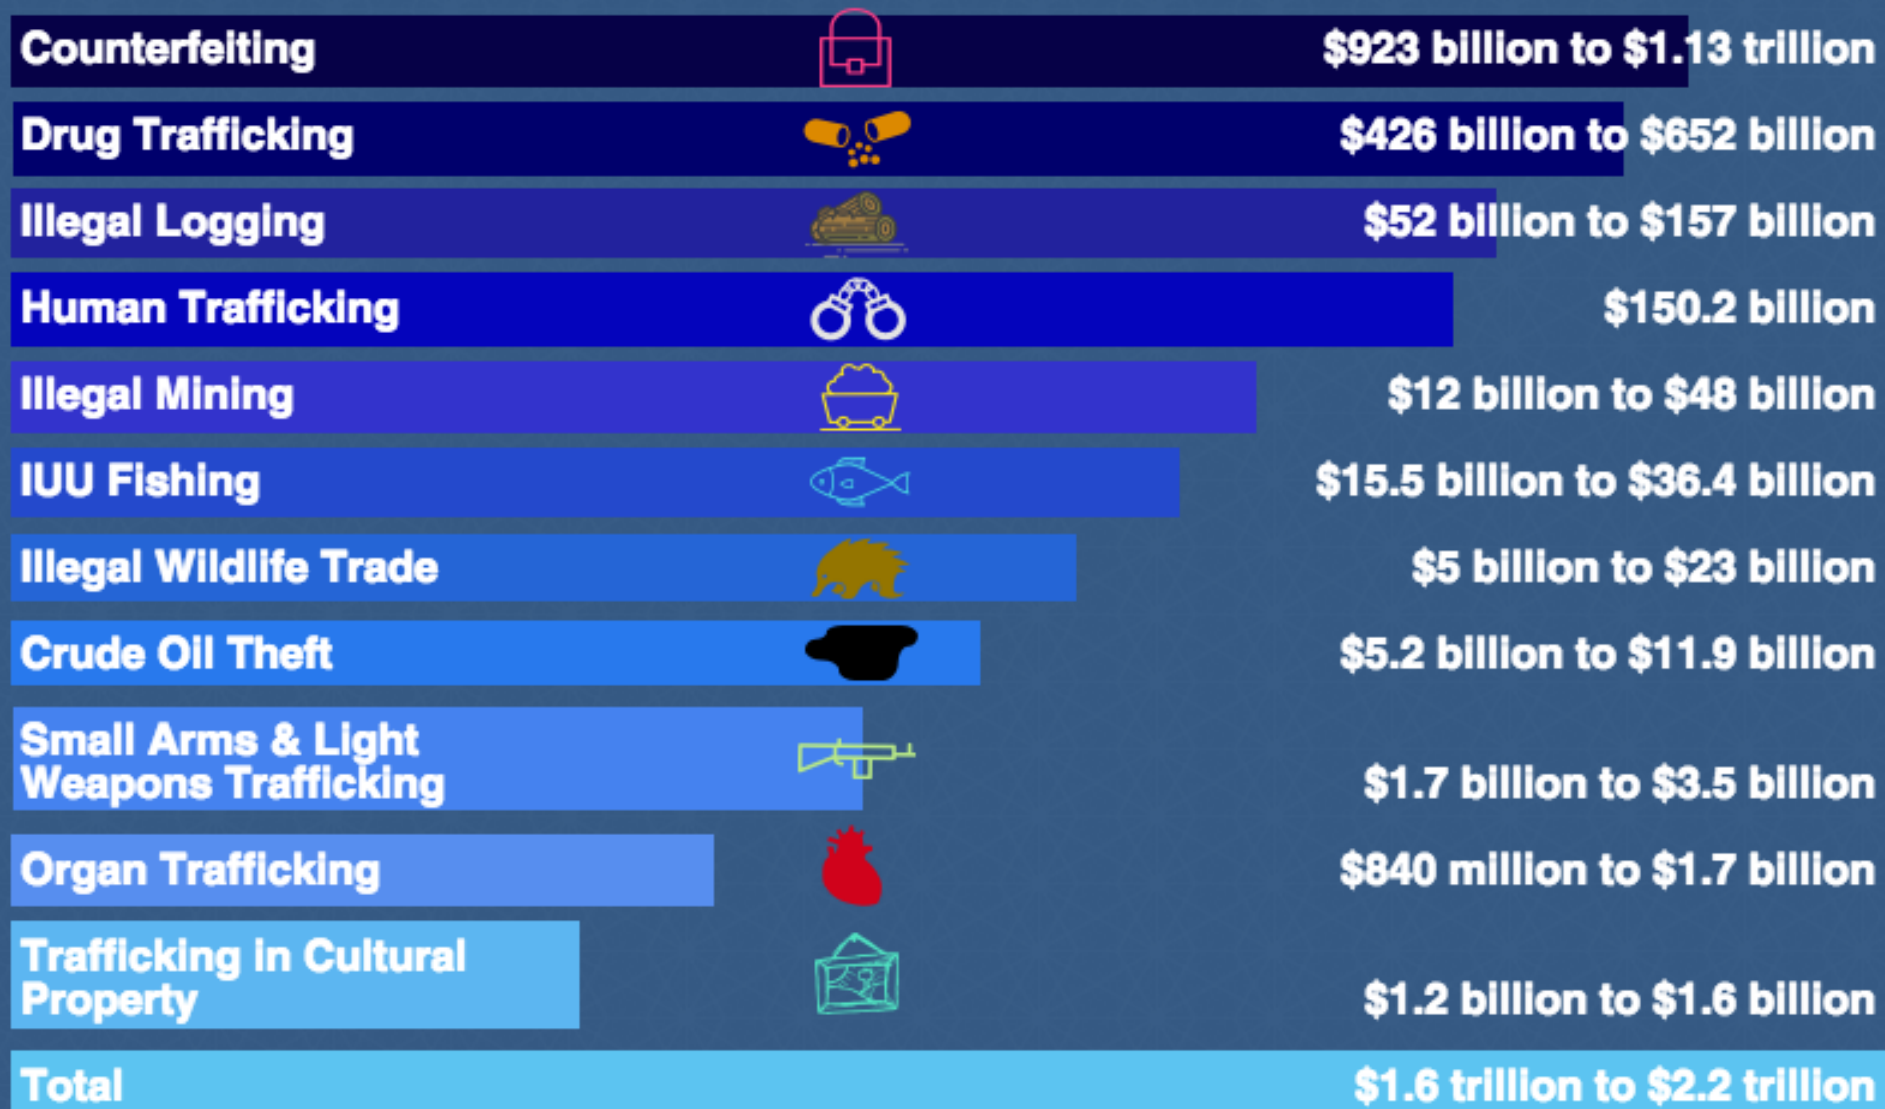 Counterfeiting $923 billion to $1.13 trillion
Drug Trafficking $426 billion to $652 billion
Illegal Logging $52 billion to $157 billion
Human Trafficking $150.2 billion
Illegal Mining $12 billion to $48 billion
IUU Fishing $15.5 billion to $36.4 billion
Illegal Wildlife Trade $5 billion to $23 billion
Crude Oil Theft $5.2 billion to $11.9 billion
Small Arms & Light
Weapons Trafficking $1.7 billion to $3.5 billion
Organ Trafficking $840 million to $1.7 billion
Trafficking in Cultural
Property $1.2 billion to $1.6 billion
Total $1.6 trillion to $2.2 trillion